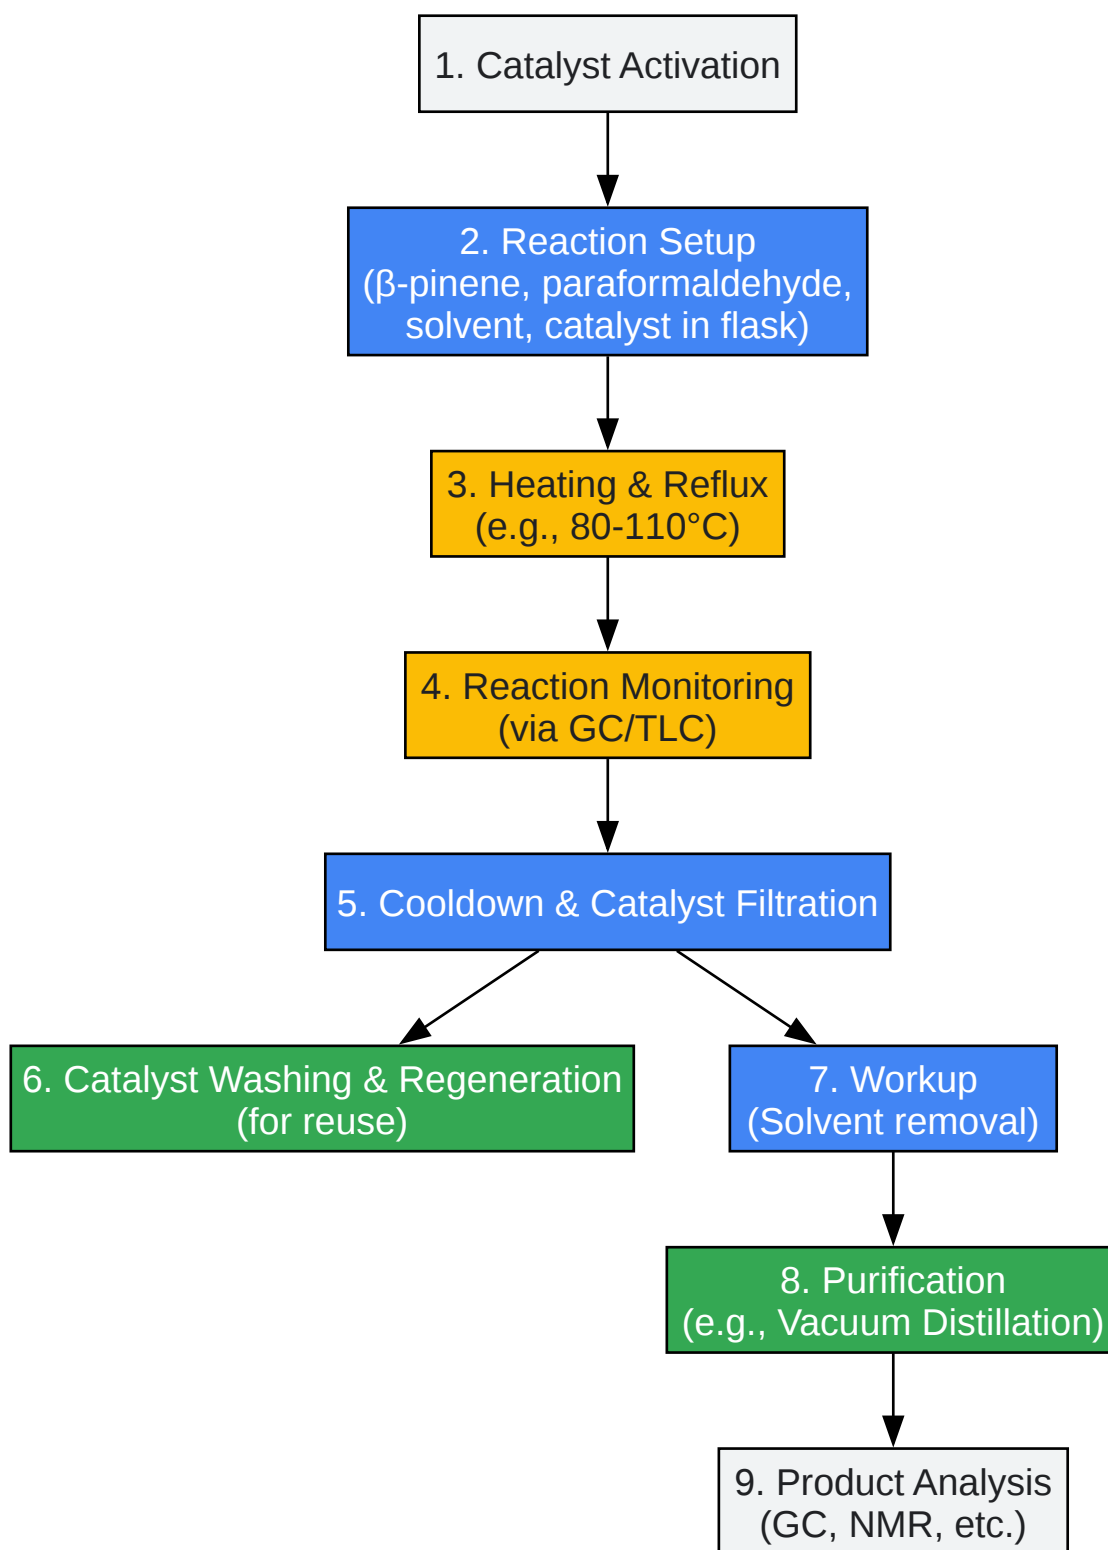 1. Catalyst Activation
2. Reaction Setup
(β-pinene, paraformaldehyde,
solvent, catalyst in flask)
3. Heating & Reflux
(e.g., 80-110°C)
4. Reaction Monitoring
(via GC/TLC)
5. Cooldown & Catalyst Filtration
6. Catalyst Washing & Regeneration
(for reuse)
7. Workup
(Solvent removal)
8. Purification
(e.g., Vacuum Distillation)
9. Product Analysis
(GC, NMR, etc.)